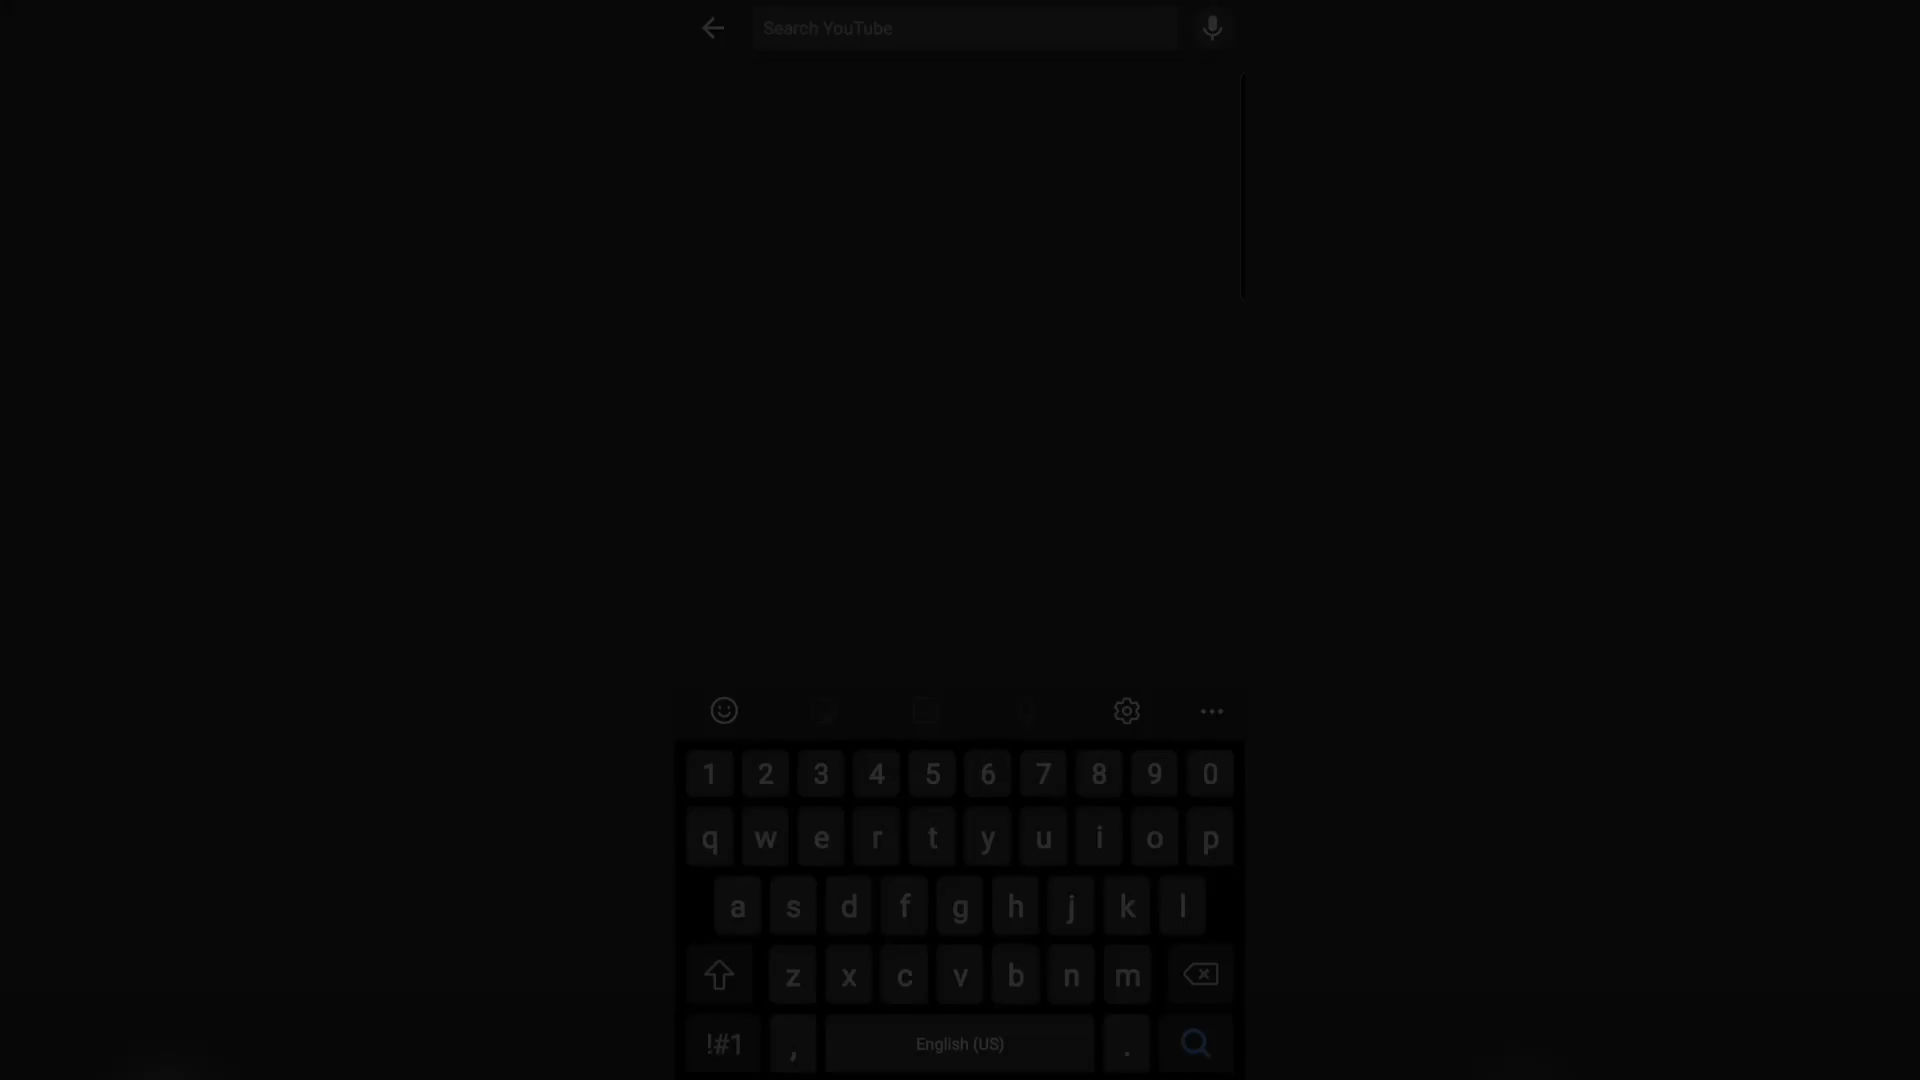 Search YouTube
1 2 3 4 5 6 7 8 9 0
q w e r t y u i o p
a s d f g h j k l
z x c v b n m
!#1 , English (US) .